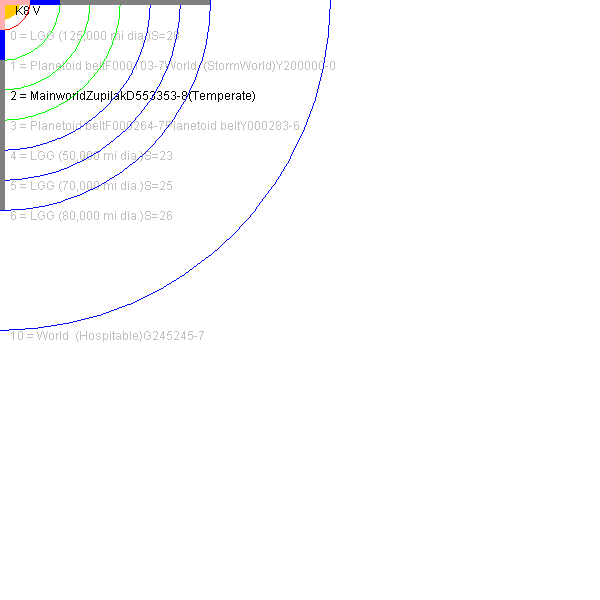 K8 V
0 = LGG (125,000 mi dia.)S=28
1 = Planetoid beltF000103-7World (StormWorld)Y200000-0
2 = MainworldZupilakD553353-8(Temperate)
3 = Planetoid beltF000264-7Planetoid beltY000283-6
4 = LGG (50,000 mi dia.)S=23
5 = LGG (70,000 mi dia.)S=25
6 = LGG (80,000 mi dia.)S=26
10 = World (Hospitable)G245245-7